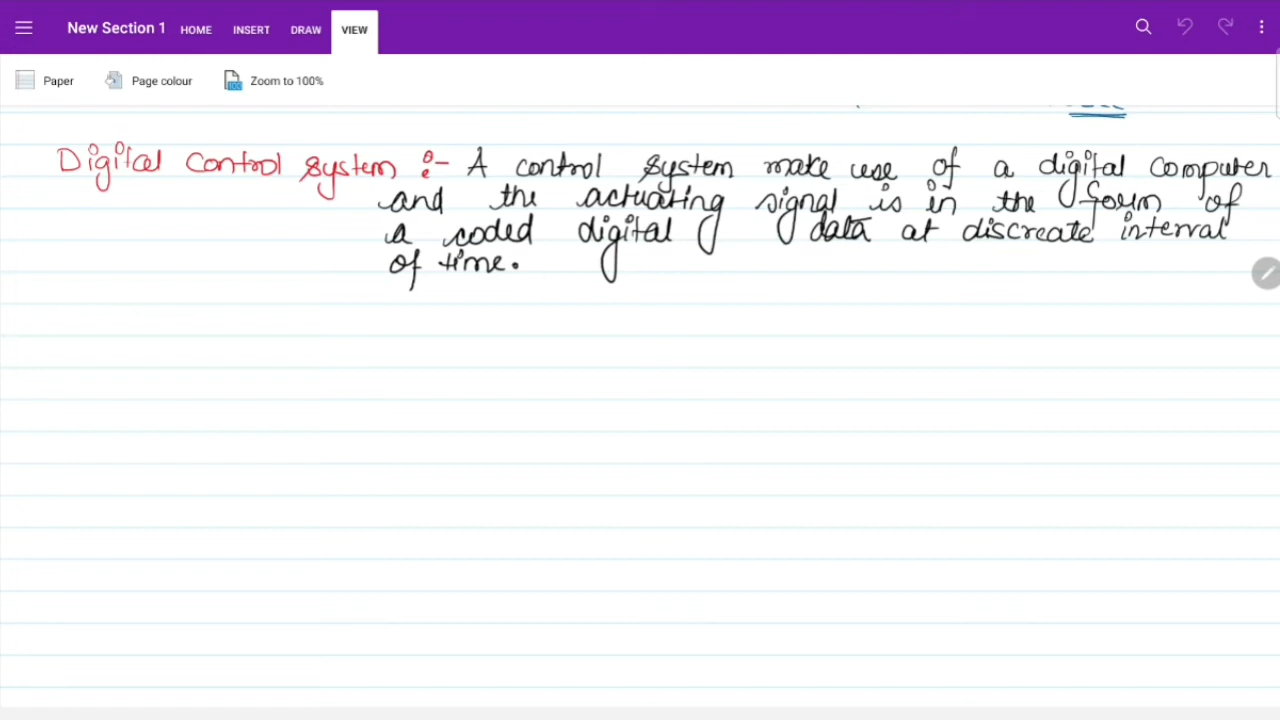 New Section 1 HOME INSERT DRAW VIEW
Paper Page colour Zoom to 100%
Digital control system :- A control system make use of a digital computer
and the actuating signal is in the form of
a coded digital data at discreate interval
of time.